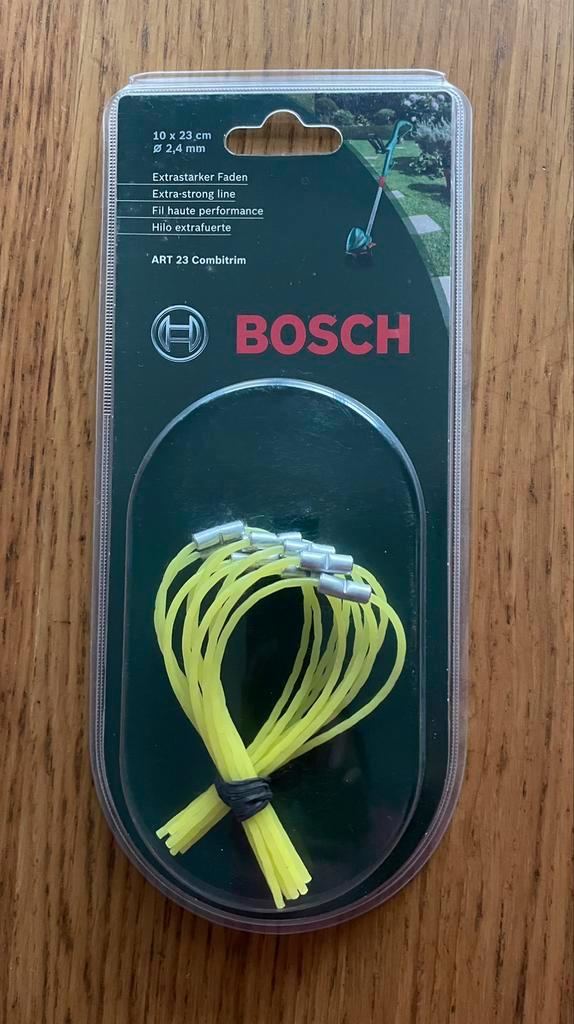 10 x 23 cm
Ø 2,4 mm
Extrastarker Faden
Extra-strong line
Fil haute performance
Hilo extrafuerte
ART 23 Combitrim
BOSCH